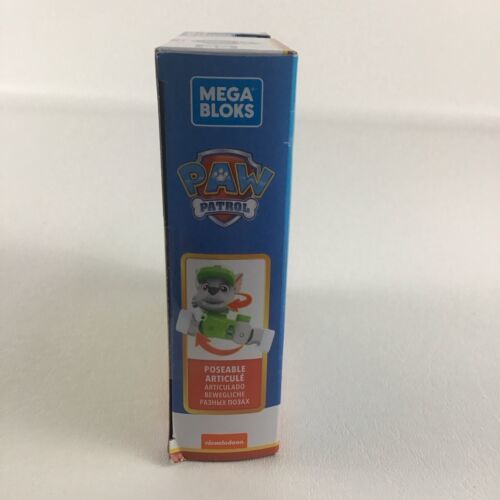 MEGA
BLOKS
PAW
PATROL
POSEABLE
ARTICULÉ
ARTICULADO
BEWEGLICHE
РАЗНЫХ ПОЗАХ
nickelodeon